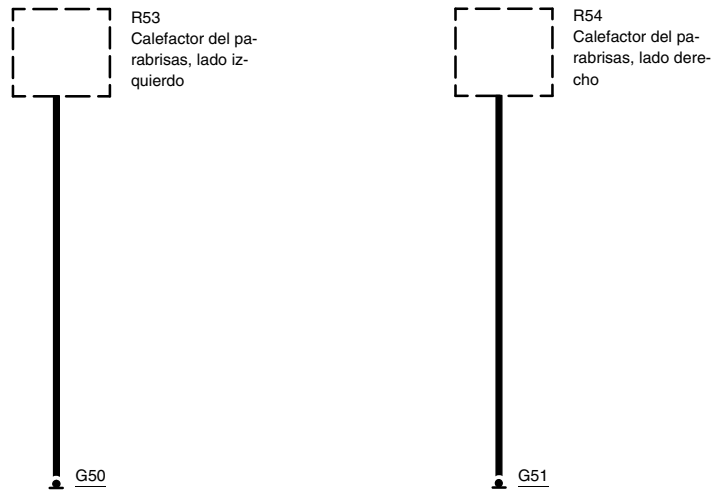 R53
Calefactor del pa-
rabrisas, lado iz-
quierdo
R54
Calefactor del pa-
rabrisas, lado dere-
cho
G50
G51